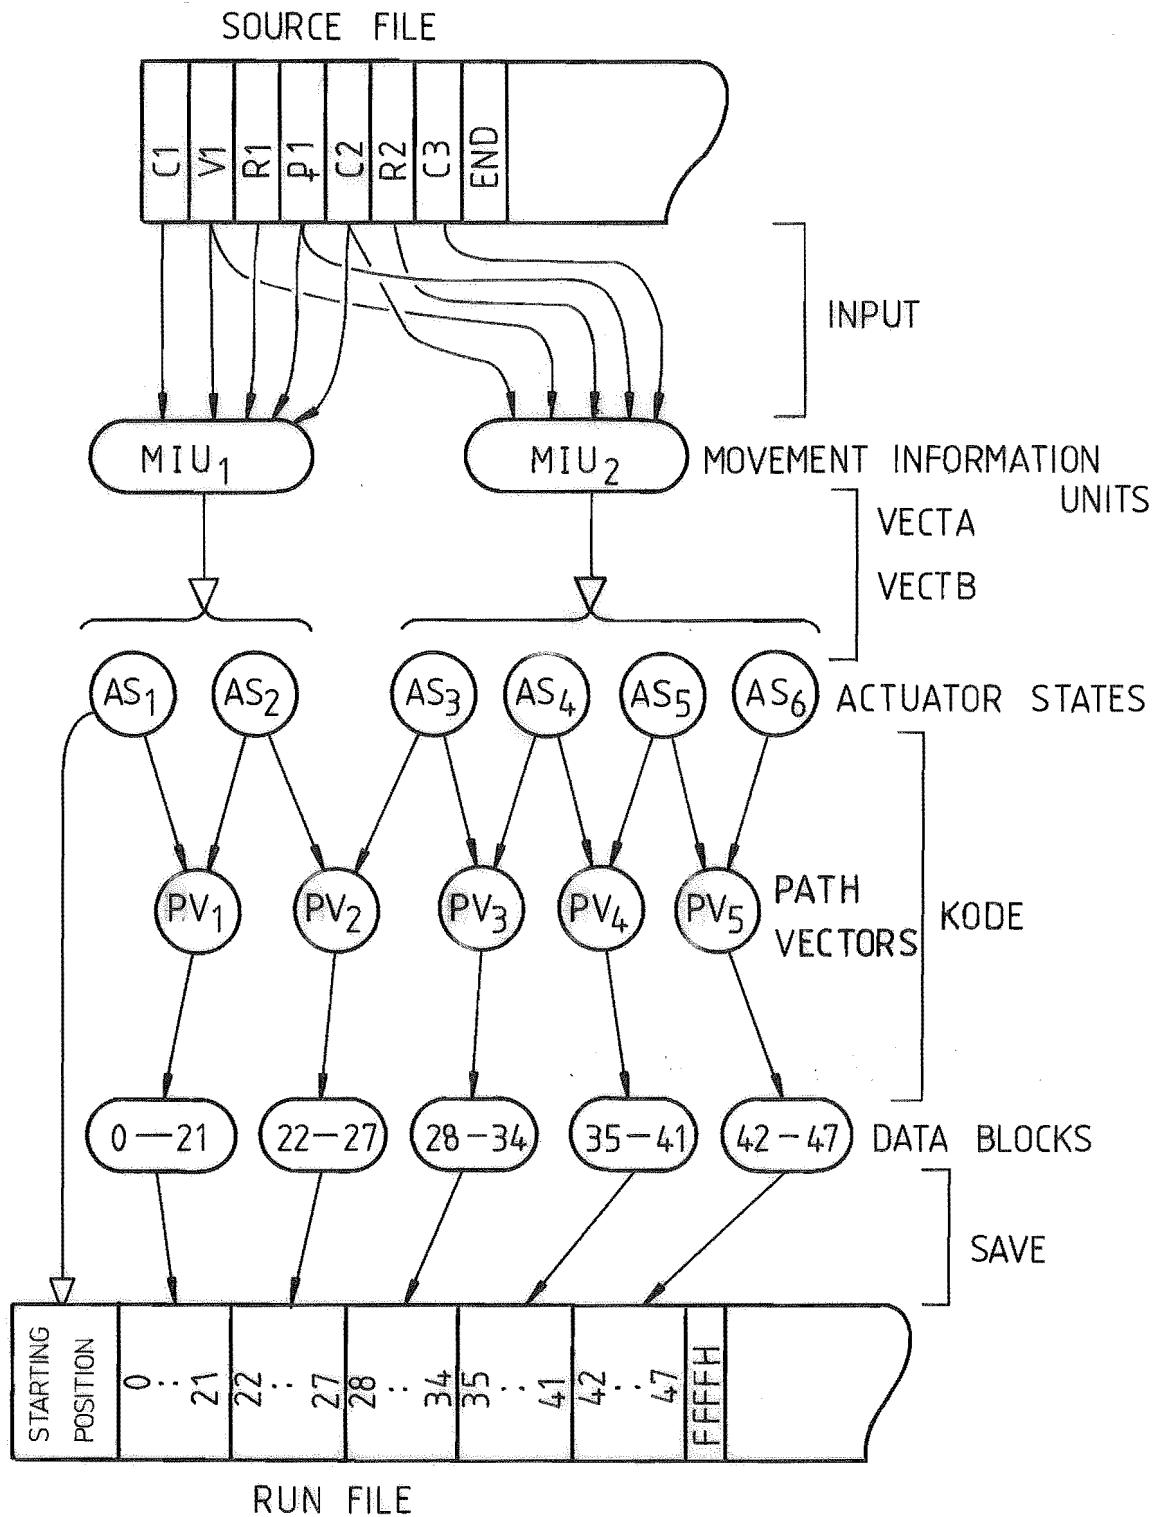 SOURCE FILE
C1 V1 R1 P1 C2 R2 C3 END
INPUT
MIU1 MIU2 MOVEMENT INFORMATION
UNITS
VECTA
VECTB
AS1 AS2 AS3 AS4 AS5 AS6 ACTUATOR STATES
PV1 PV2 PV3 PV4 PV5 PATH
VECTORS
KODE
0—21 22—27 28—34 35—41 42—47 DATA BLOCKS
SAVE
STARTING
POSITION
0..21 22..27 28..34 35..41 42..47 FFFFH
RUN FILE